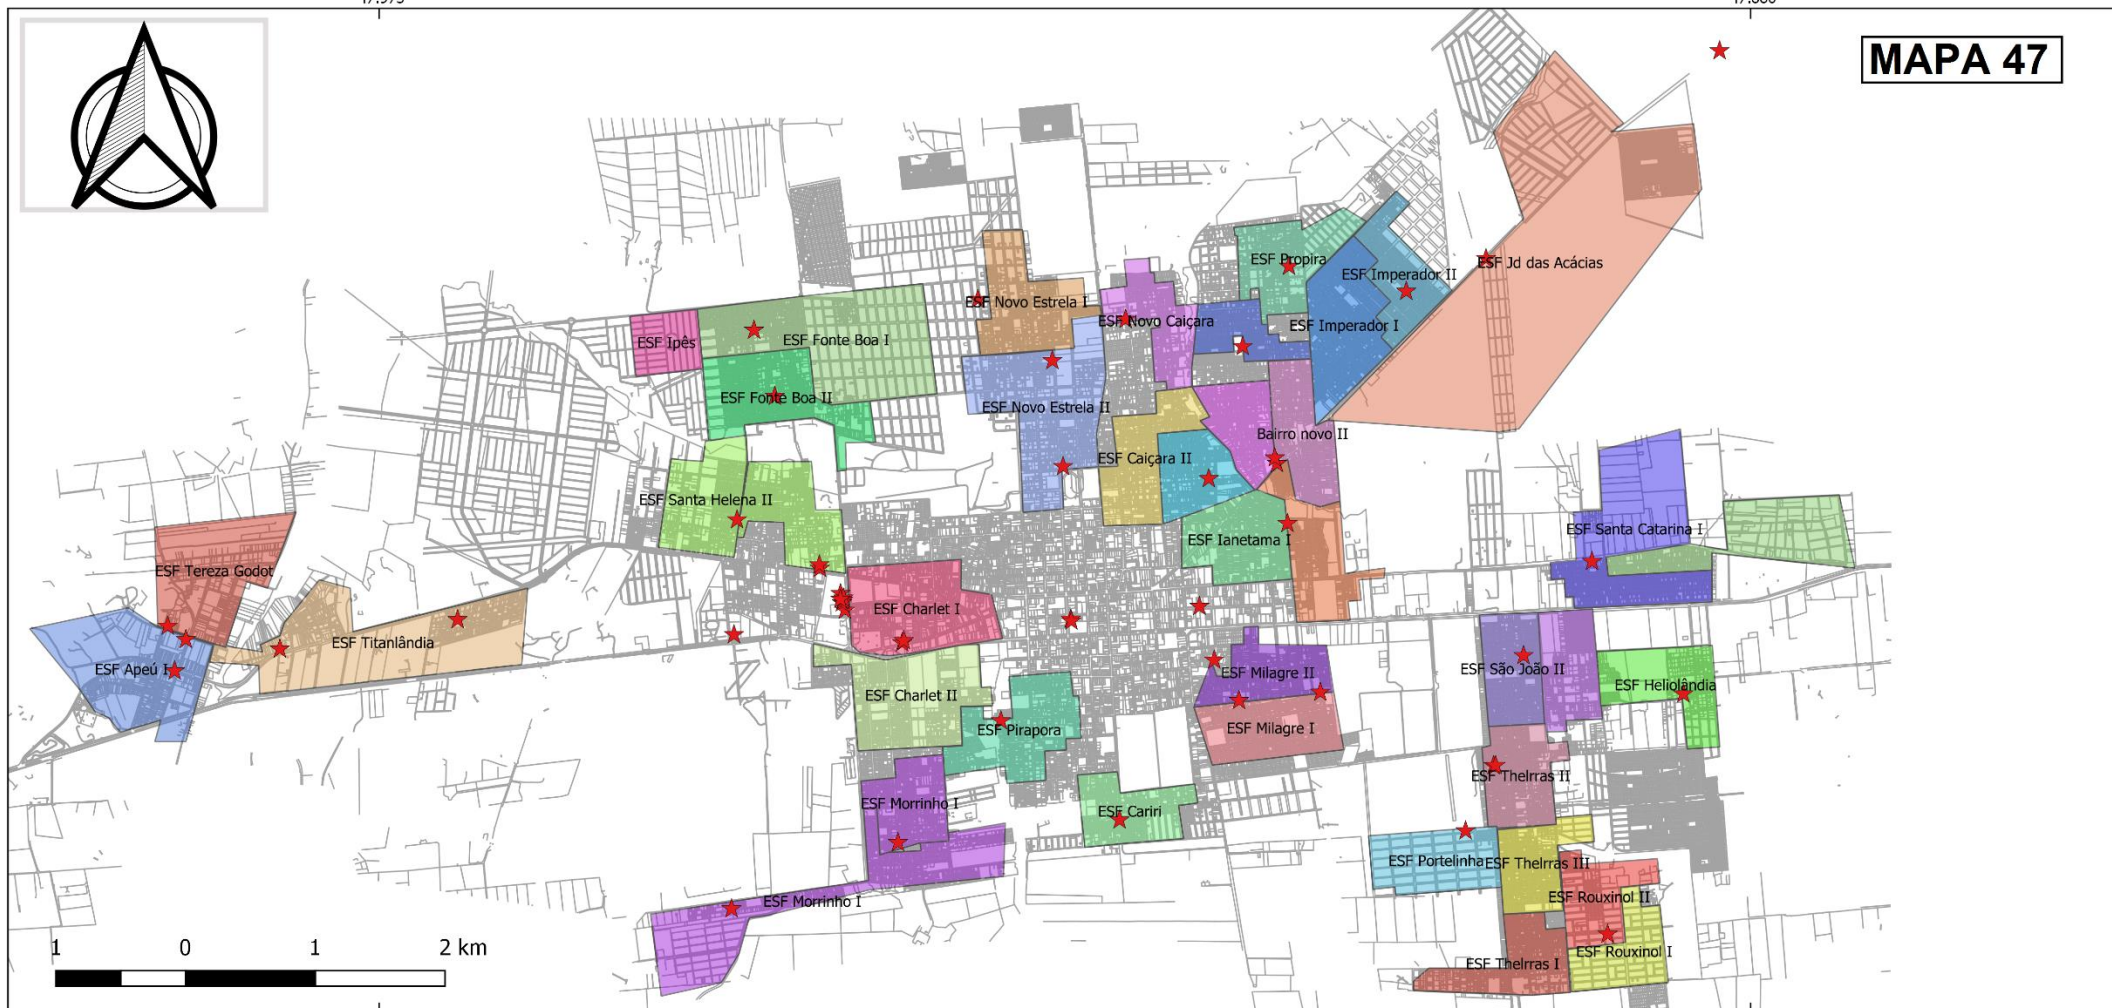 MAPA 47
ESF Propira
ESF Imperador II
ESF Jd das Acácias
ESF Novo Estrela I
ESF Novo Caiçara
ESF Imperador I
ESF Ipês
ESF Fonte Boa I
ESF Fonte Boa II
ESF Novo Estrela II
Bairro novo II
ESF Caiçara II
ESF Santa Helena II
ESF Santa Catarina I
ESF Ianetama I
ESF Tereza Godot
ESF Charlet I
ESF Titanlândia
ESF Apeú I
ESF São João II
ESF Milagre II
ESF Heliolândia
ESF Charlet II
ESF Pirapora
ESF Milagre I
ESF Thelrras II
ESF Morrinho I
ESF Cariri
ESF Portelinha
ESF Thelrras III
ESF Rouxinol II
ESF Morrinho I
ESF Rouxinol I
ESF Thelrras I
1 0 1 2 km